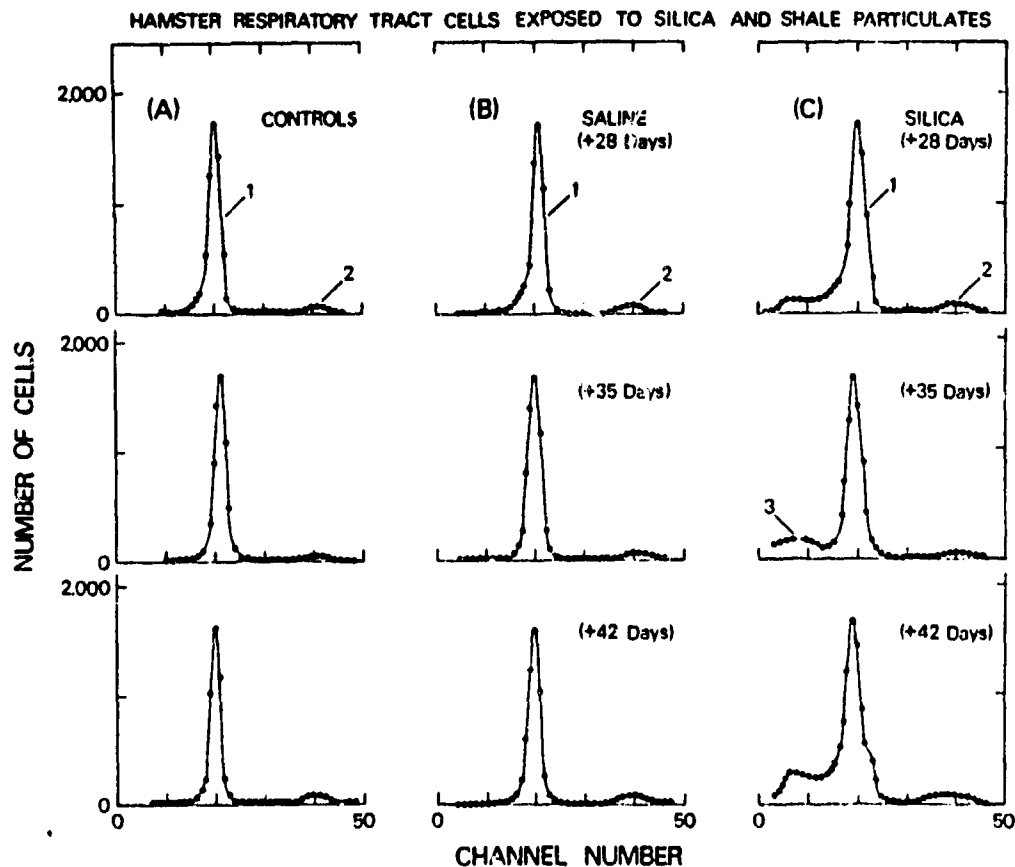 HAMSTER RESPIRATORY TRACT CELLS EXPOSED TO SILICA AND SHALE PARTICULATES
2,000
(A)
CONTROLS
1
2
0
(B)
SALINE
(+28 Days)
1
2
(C)
SILICA
(+28 Days)
1
2
NUMBER OF CELLS
2,000
0
(+35 Days)
(+35 Days)
3
2,000
0
(+42 Days)
(+42 Days)
0
50
0
50
0
50
CHANNEL NUMBER